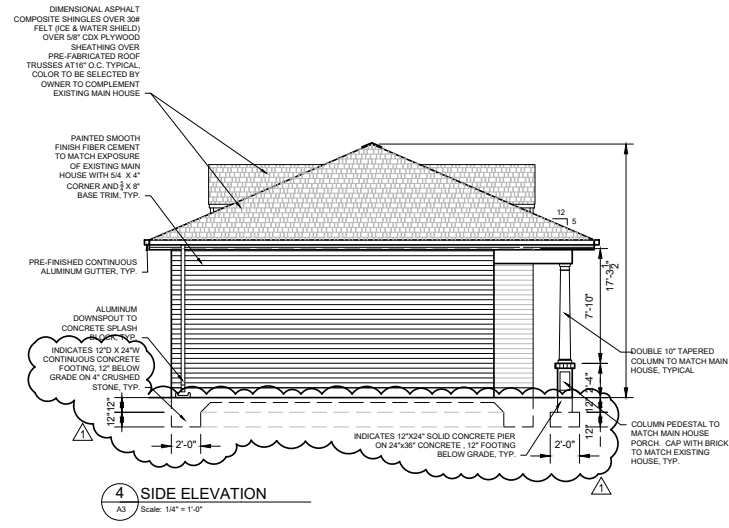 DIMENSIONAL ASPHALT
COMPOSITE SHINGLES OVER 30#
FELT (ICE & WATER SHIELD)
OVER 5/8" CDX PLYWOOD
SHEATHING OVER
PRE-FABRICATED ROOF
TRUSSES AT16" O.C. TYPICAL,
COLOR TO BE SELECTED BY
OWNER TO COMPLEMENT
EXISTING MAIN HOUSE
PAINTED SMOOTH
FINISH FIBER CEMENT
TO MATCH EXPOSURE
OF EXISTING MAIN
HOUSE WITH 5/4 X 4"
CORNER AND X 8"
BASE TRIM, TYP.
12
5
PRE-FINISHED CONTINUOUS
ALUMINUM GUTTER, TYP.
17'-3 1/2"
7'-10"
ALUMINUM
DOWNSPOUT TO
CONCRETE SPLASH
BLOCK, TYP.
INDICATES 12"D X 24"W
CONTINUOUS CONCRETE
FOOTING, 12" BELOW
GRADE ON 4" CRUSHED
STONE, TYP.
DOUBLE 10" TAPERED
COLUMN TO MATCH MAIN
HOUSE, TYPICAL
2'-4"
12"
12"
12"
12"
COLUMN PEDESTAL TO
MATCH MAIN HOUSE
PORCH. CAP WITH BRICK
TO MATCH EXISTING
HOUSE, TYP.
1
2'-0"
INDICATES 12"X24" SOLID CONCRETE PIER
ON 24"x36" CONCRETE , 12" FOOTING
BELOW GRADE, TYP.
2'-0"
1
4
A3
SIDE ELEVATION
Scale: 1/4" = 1'-0"